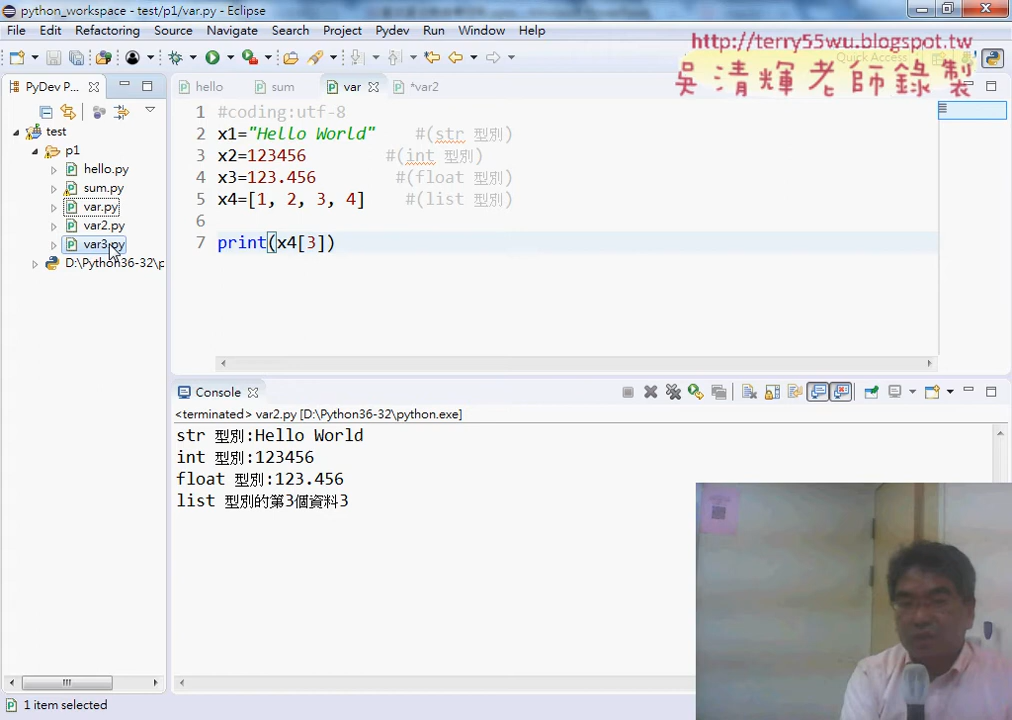 python_workspace - test/p1/var.py - Eclipse
File Edit Refactoring Source Navigate Search Project Pydev Run Window Help
http://terry55wu.blogspot.tw
Quick Access
吳清輝老師錄製
PyDev P...
hello sum var *var2
test
p1
hello.py
sum.py
var.py
var2.py
var3.py
D:\Python36-32\p
1 #coding:utf-8
2 x1="Hello World" #(str 型別)
3 x2=123456 #(int 型別)
4 x3=123.456 #(float 型別)
5 x4=[1, 2, 3, 4] #(list 型別)
6
7 print(x4[3])
Console
<terminated> var2.py [D:\Python36-32\python.exe]
str 型別:Hello World
int 型別:123456
float 型別:123.456
list 型別的第3個資料3
1 item selected